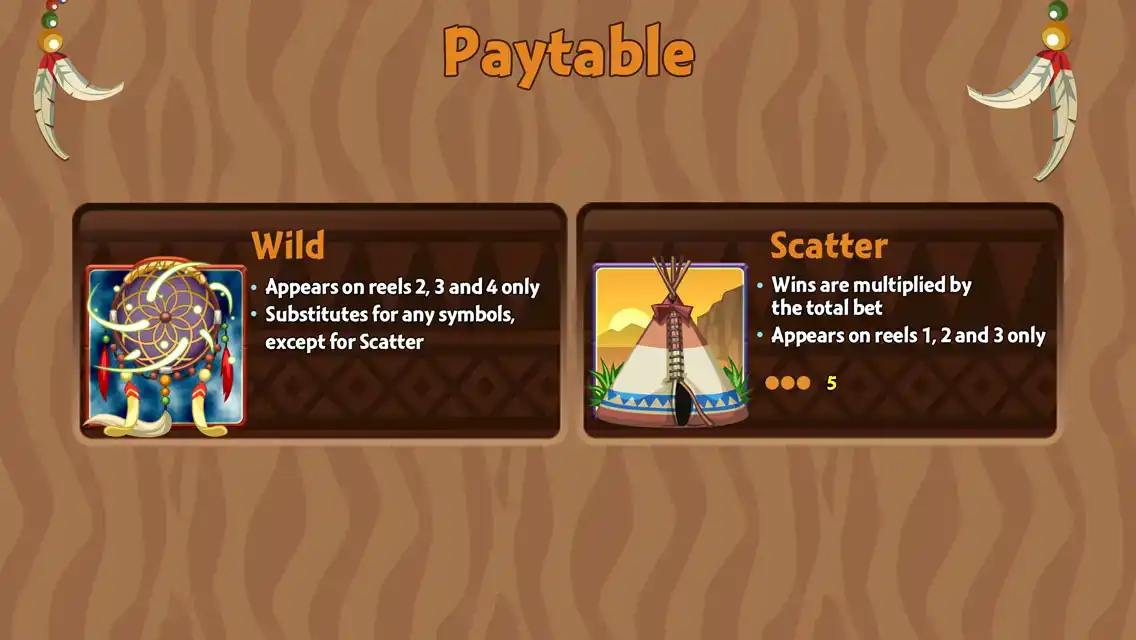 Paytable
Wild
• Appears on reels 2, 3 and 4 only
• Substitutes for any symbols,
except for Scatter
Scatter
• Wins are multiplied by
the total bet
• Appears on reels 1, 2 and 3 only
5